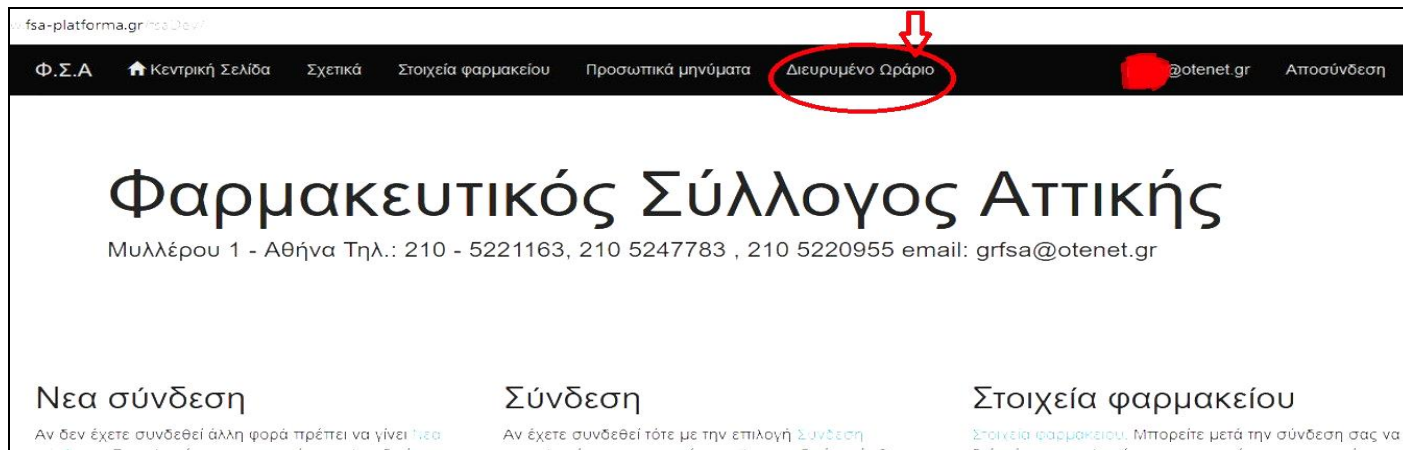 fsa-platforma.gr
Φ.Σ.Α Κεντρική Σελίδα Σχετικά Στοιχεία φαρμακείου Προσωπικά μηνύματα Διευρυμένο Ωράριο @otenet.gr Αποσύνδεση
Φαρμακευτικός Σύλλογος Αττικής
Μυλλέρου 1 - Αθήνα Τηλ.: 210 - 5221163, 210 5247783 , 210 5220955 email: grfsa@otenet.gr
Νεα σύνδεση
Αν δεν έχετε συνδεθεί άλλη φορά πρέπει να γίνει Νεα
Σύνδεση
Αν έχετε συνδεθεί τότε με την επιλογή Σύνδεση
Στοιχεία φαρμακείου
Στοιχεία φαρμακείου. Μπορείτε μετά την σύνδεση σας να